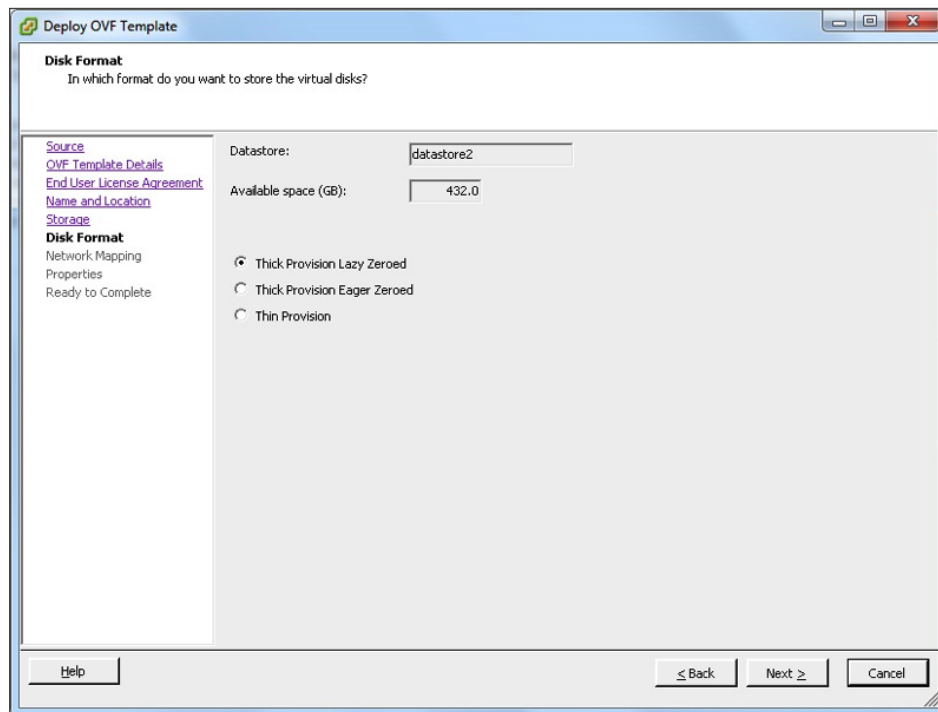 Deploy OVF Template
Disk Format
In which format do you want to store the virtual disks?
Source
OVF Template Details
End User License Agreement
Name and Location
Storage
Disk Format
Network Mapping
Properties
Ready to Complete
Datastore: datastore2
Available space (GB): 432.0
Thick Provision Lazy Zeroed
Thick Provision Eager Zeroed
Thin Provision
Help
< Back
Next >
Cancel